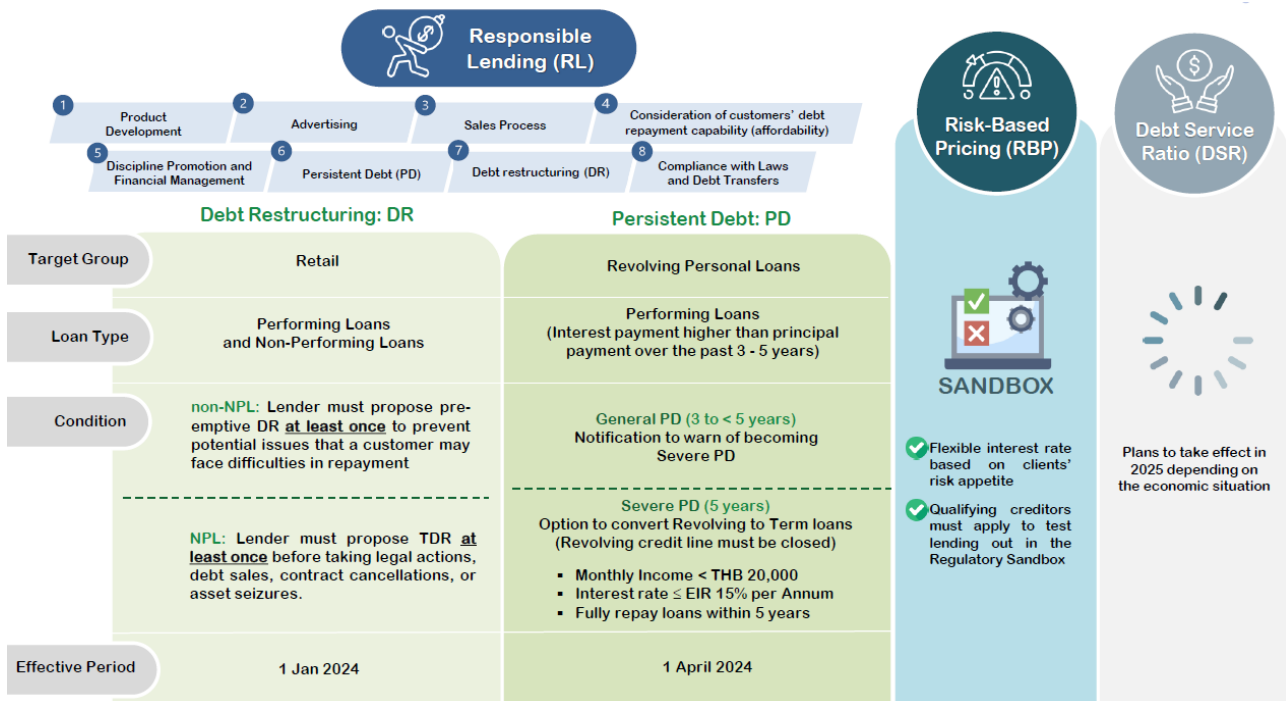 Responsible
Lending (RL)
1
Product
Development
2
Advertising
3
Sales Process
4
Consideration of customers' debt
repayment capability (affordability)
5
Discipline Promotion and
Financial Management
6
Persistent Debt (PD)
7
Debt restructuring (DR)
8
Compliance with Laws
and Debt Transfers
Debt Restructuring: DR
Persistent Debt: PD
Target Group
Retail
Revolving Personal Loans
Loan Type
Performing Loans
and Non-Performing Loans
Performing Loans
(Interest payment higher than principal
payment over the past 3 - 5 years)
Condition
non-NPL: Lender must propose pre-
emptive DR at least once to prevent
potential issues that a customer may
face difficulties in repayment
General PD (3 to < 5 years)
Notification to warn of becoming
Severe PD
NPL: Lender must propose TDR at
least once before taking legal actions,
debt sales, contract cancellations, or
asset seizures.
Severe PD (5 years)
Option to convert Revolving to Term loans
(Revolving credit line must be closed)
▪ Monthly Income < THB 20,000
▪ Interest rate ≤ EIR 15% per Annum
▪ Fully repay loans within 5 years
Effective Period
1 Jan 2024
1 April 2024
Risk-Based
Pricing (RBP)
SANDBOX
Flexible interest rate
based on clients'
risk appetite
Qualifying creditors
must apply to test
lending out in the
Regulatory Sandbox
Debt Service
Ratio (DSR)
Plans to take effect in
2025 depending on
the economic situation